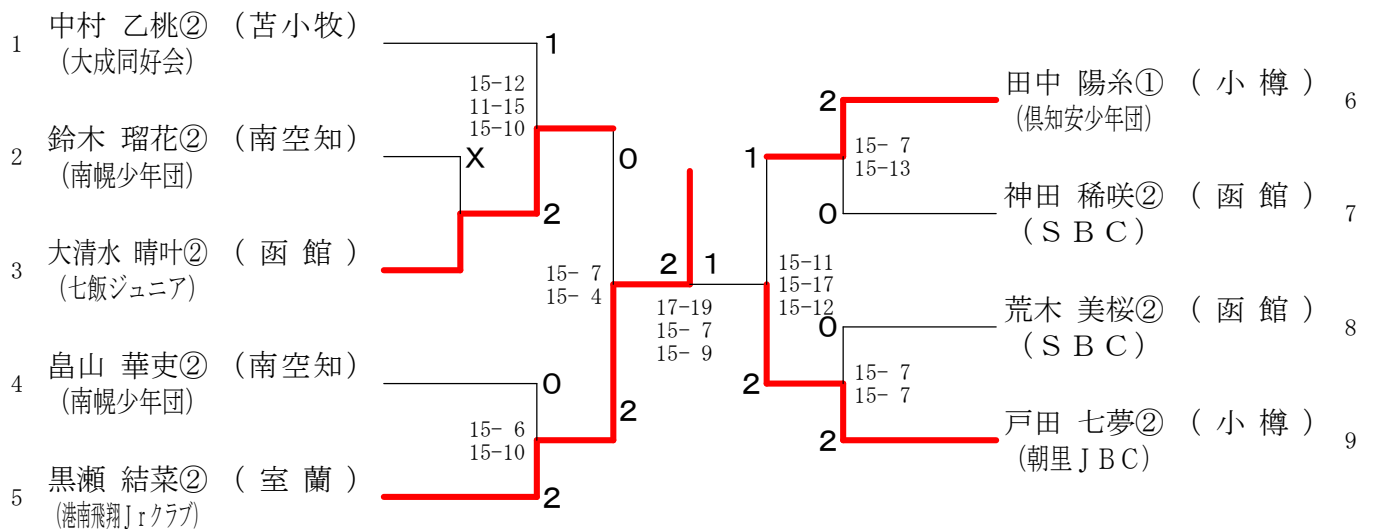 1 中村 乙桃② (苫小牧)
(大成同好会)
2 鈴木 瑠花② (南空知)
(南幌少年団)
3 大清水 晴叶② ( 函 館 )
(七飯ジュニア)
4 畠山 華吏② (南空知)
(南幌少年団)
5 黒瀬 結菜② ( 室 蘭 )
(港南飛翔Jrクラブ)
1
15-12
11-15
15-10
X
2
0
15- 7
15- 4
0
15- 6
15-10
2
2
2 1
17-19
15- 7
15- 9
1
15-11
15-17
15-12
2
2
15- 7
15-13
0
0
15- 7
15- 7
2
田中 陽糸① ( 小 樽 ) 6
(倶知安少年団)
神田 稀咲② ( 函 館 ) 7
(SBC)
荒木 美桜② ( 函 館 ) 8
(SBC)
戸田 七夢② ( 小 樽 ) 9
(朝里JBC)